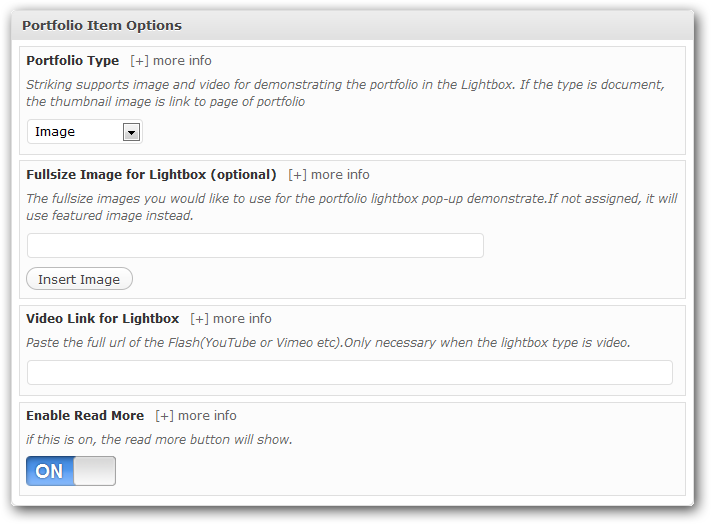 Portfolio Item Options
Portfolio Type [+] more info
Striking supports image and video for demonstrating the portfolio in the Lightbox. If the type is document,
the thumbnail image is link to page of portfolio
Image
Fullsize Image for Lightbox (optional) [+] more info
The fullsize images you would like to use for the portfolio lightbox pop-up demonstrate.If not assigned, it will
use featured image instead.
Insert Image
Video Link for Lightbox [+] more info
Paste the full url of the Flash(YouTube or Vimeo etc).Only necessary when the lightbox type is video.
Enable Read More [+] more info
if this is on, the read more button will show.
ON